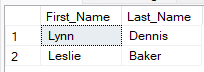 First_Name Last_Name
1 Lynn Dennis
2 Leslie Baker